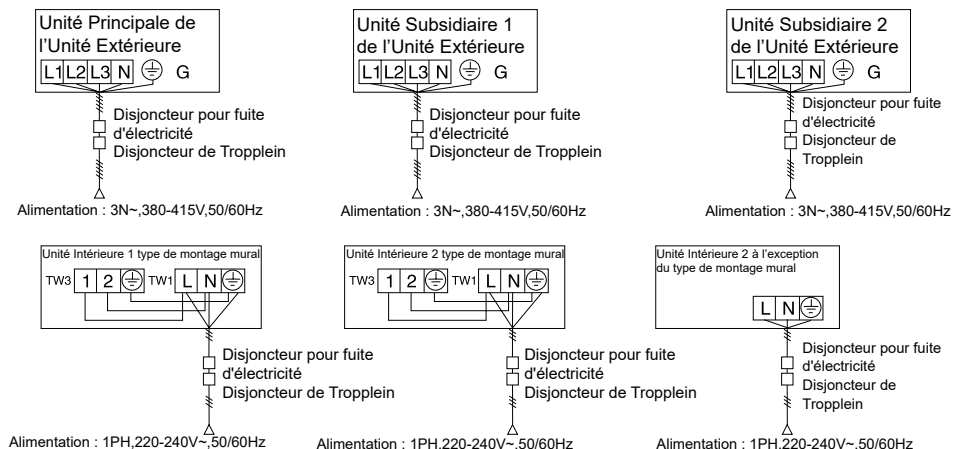 Unité Principale de
l'Unité Extérieure
L1 L2 L3 N G
Disjoncteur pour fuite
d'électricité
Disjoncteur de Tropplein
Alimentation : 3N~,380-415V,50/60Hz
Unité Subsidiaire 1
de l'Unité Extérieure
L1 L2 L3 N G
Disjoncteur pour fuite
d'électricité
Disjoncteur de Tropplein
Alimentation : 3N~,380-415V,50/60Hz
Unité Subsidiaire 2
de l'Unité Extérieure
L1 L2 L3 N G
Disjoncteur pour fuite
d'électricité
Disjoncteur de
Tropplein
Alimentation : 3N~,380-415V,50/60Hz
Unité Intérieure 1 type de montage mural
TW3 1 2 TW1 L N
Disjoncteur pour fuite
d'électricité
Disjoncteur de Tropplein
Alimentation : 1PH,220-240V~,50/60Hz
Unité Intérieure 2 type de montage mural
TW3 1 2 TW1 L N
Disjoncteur pour fuite
d'électricité
Disjoncteur de Tropplein
Alimentation : 1PH,220-240V~,50/60Hz
Unité Intérieure 2 à l'exception
du type de montage mural
L N
Disjoncteur pour fuite
d'électricité
Disjoncteur de
Tropplein
Alimentation : 1PH,220-240V~,50/60Hz